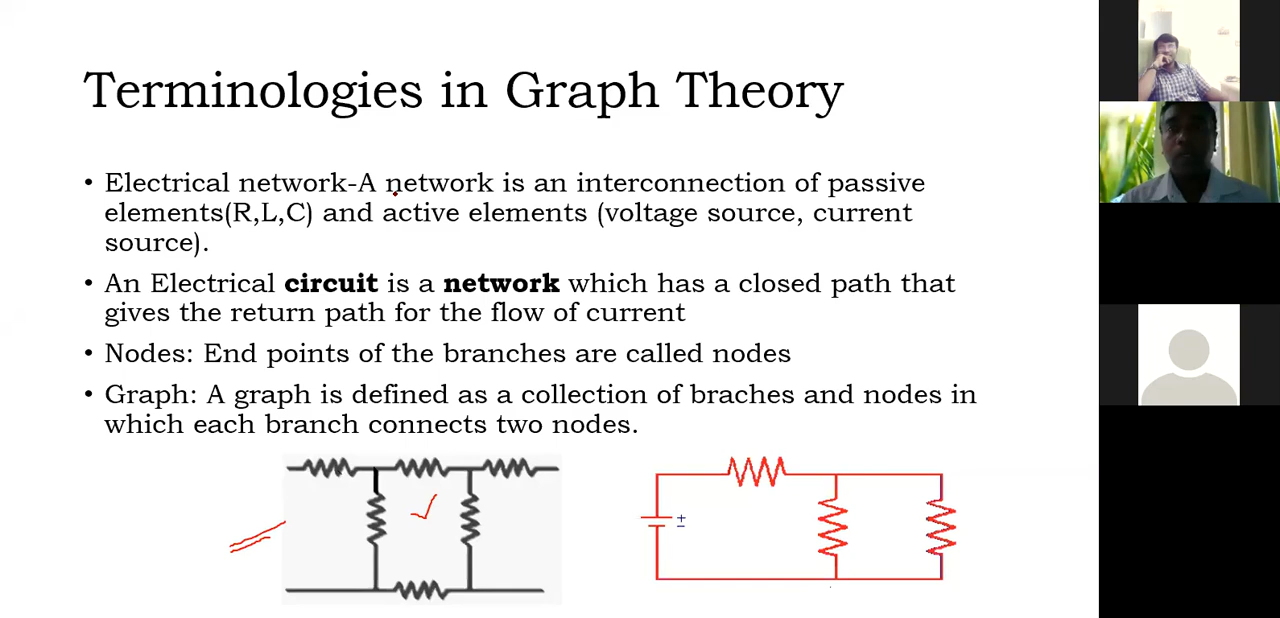 Terminologies in Graph Theory
• Electrical network-A network is an interconnection of passive
elements(R,L,C) and active elements (voltage source, current
source).
• An Electrical circuit is a network which has a closed path that
gives the return path for the flow of current
• Nodes: End points of the branches are called nodes
• Graph: A graph is defined as a collection of braches and nodes in
which each branch connects two nodes.
±